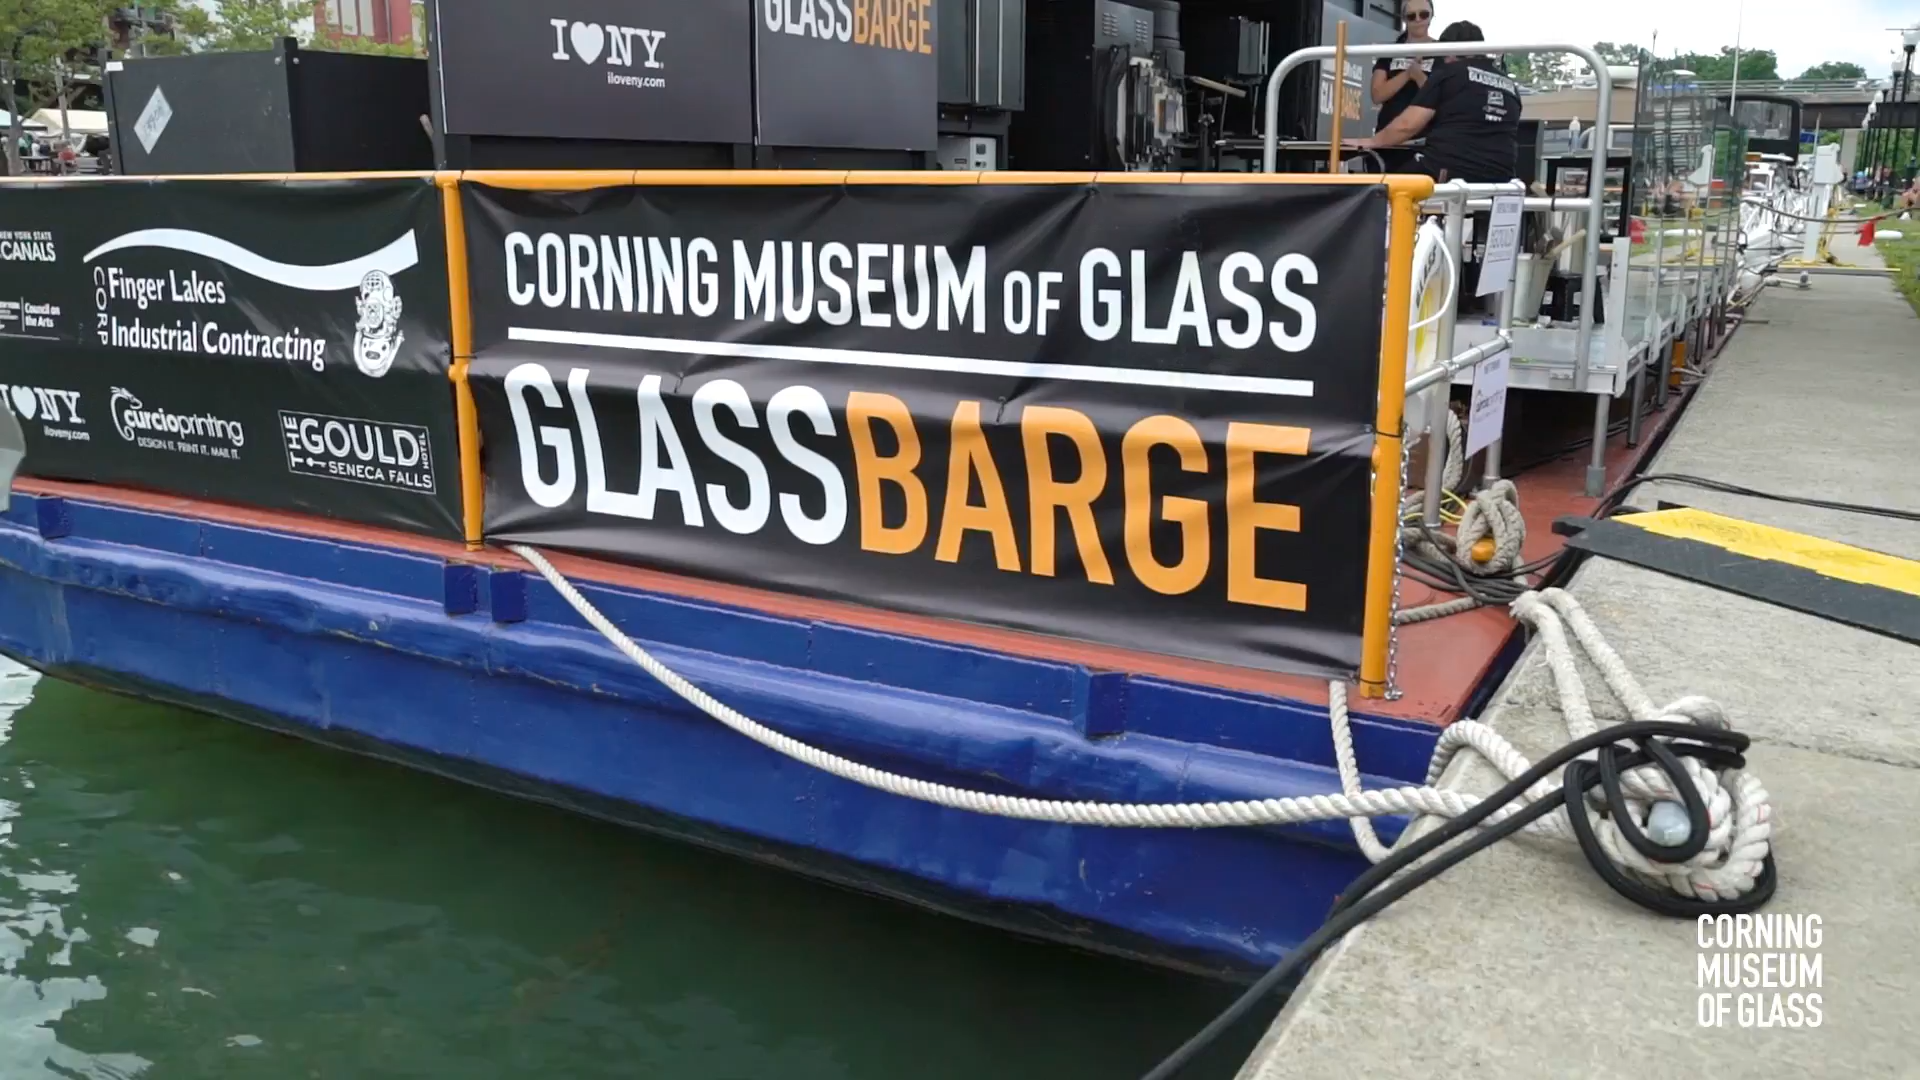 I♥NY
iloveny.com
GLASSBARGE
NEW YORK STATE
CANALS
Council on
the Arts
CORP
Finger Lakes
Industrial Contracting
I♥NY
iloveny.com
curcioprinting
DESIGN IT. PRINT IT. MAIL IT.
THE GOULD HOTEL
SENECA FALLS
CORNING MUSEUM OF GLASS
GLASSBARGE
GLASSBARGE
CORNING
MUSEUM
OF GLASS